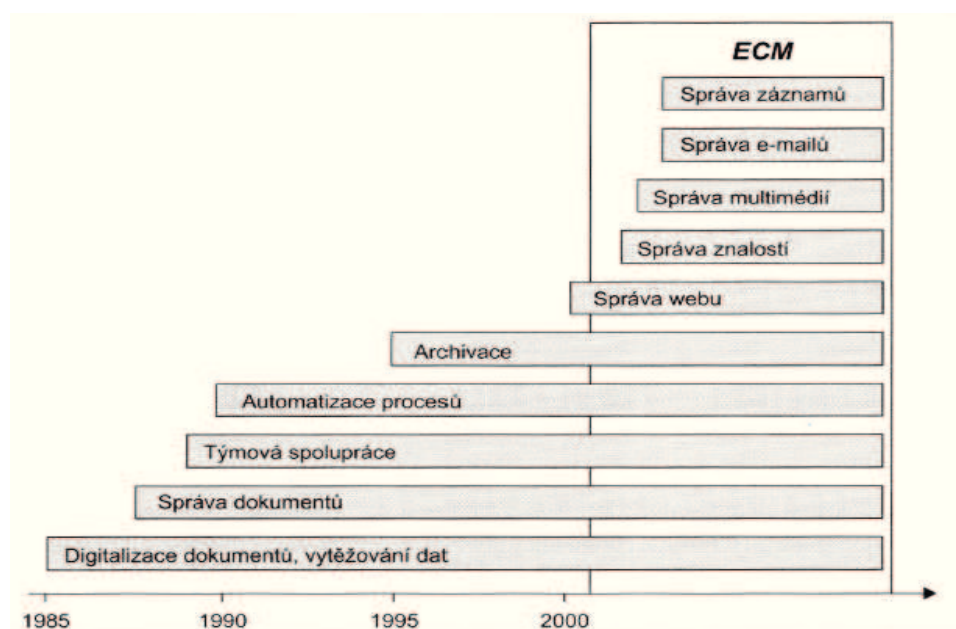 ECM
Správa záznamů
Správa e-mailů
Správa multimédií
Správa znalostí
Správa webu
Archivace
Automatizace procesů
Týmová spolupráce
Správa dokumentů
Digitalizace dokumentů, vytěžování dat
1985 1990 1995 2000